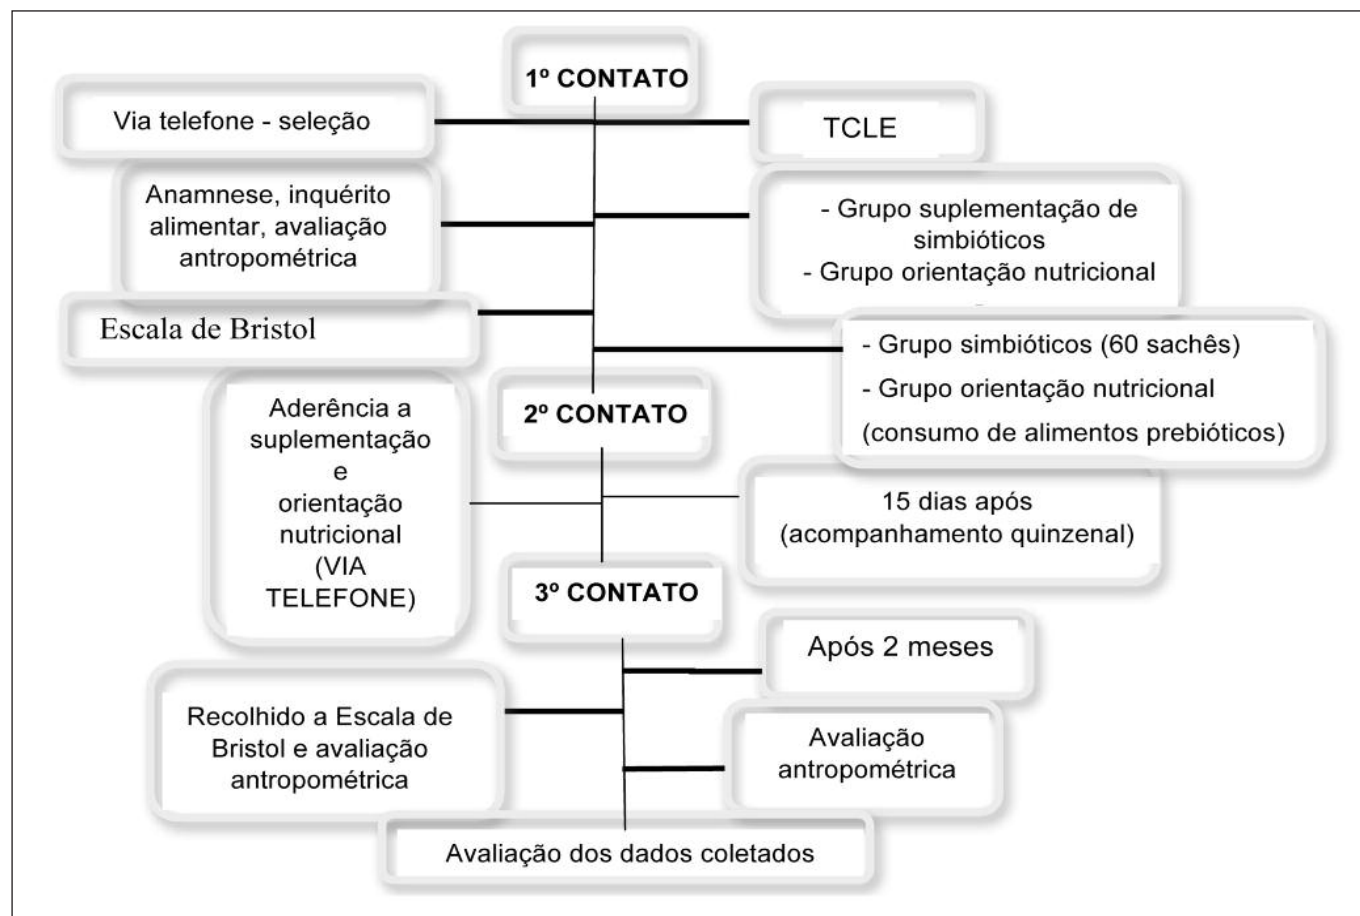 1º CONTATO
Via telefone - seleção
TCLE
Anamnese, inquérito
alimentar, avaliação
antropométrica
- Grupo suplementação de
simbióticos
- Grupo orientação nutricional
Escala de Bristol
- Grupo simbióticos (60 sachês)
- Grupo orientação nutricional
(consumo de alimentos prebióticos)
2º CONTATO
Aderência a
suplementação
e
orientação
nutricional
(VIA
TELEFONE)
15 dias após
(acompanhamento quinzenal)
3º CONTATO
Após 2 meses
Recolhido a Escala de
Bristol e avaliação
antropométrica
Avaliação
antropométrica
Avaliação dos dados coletados